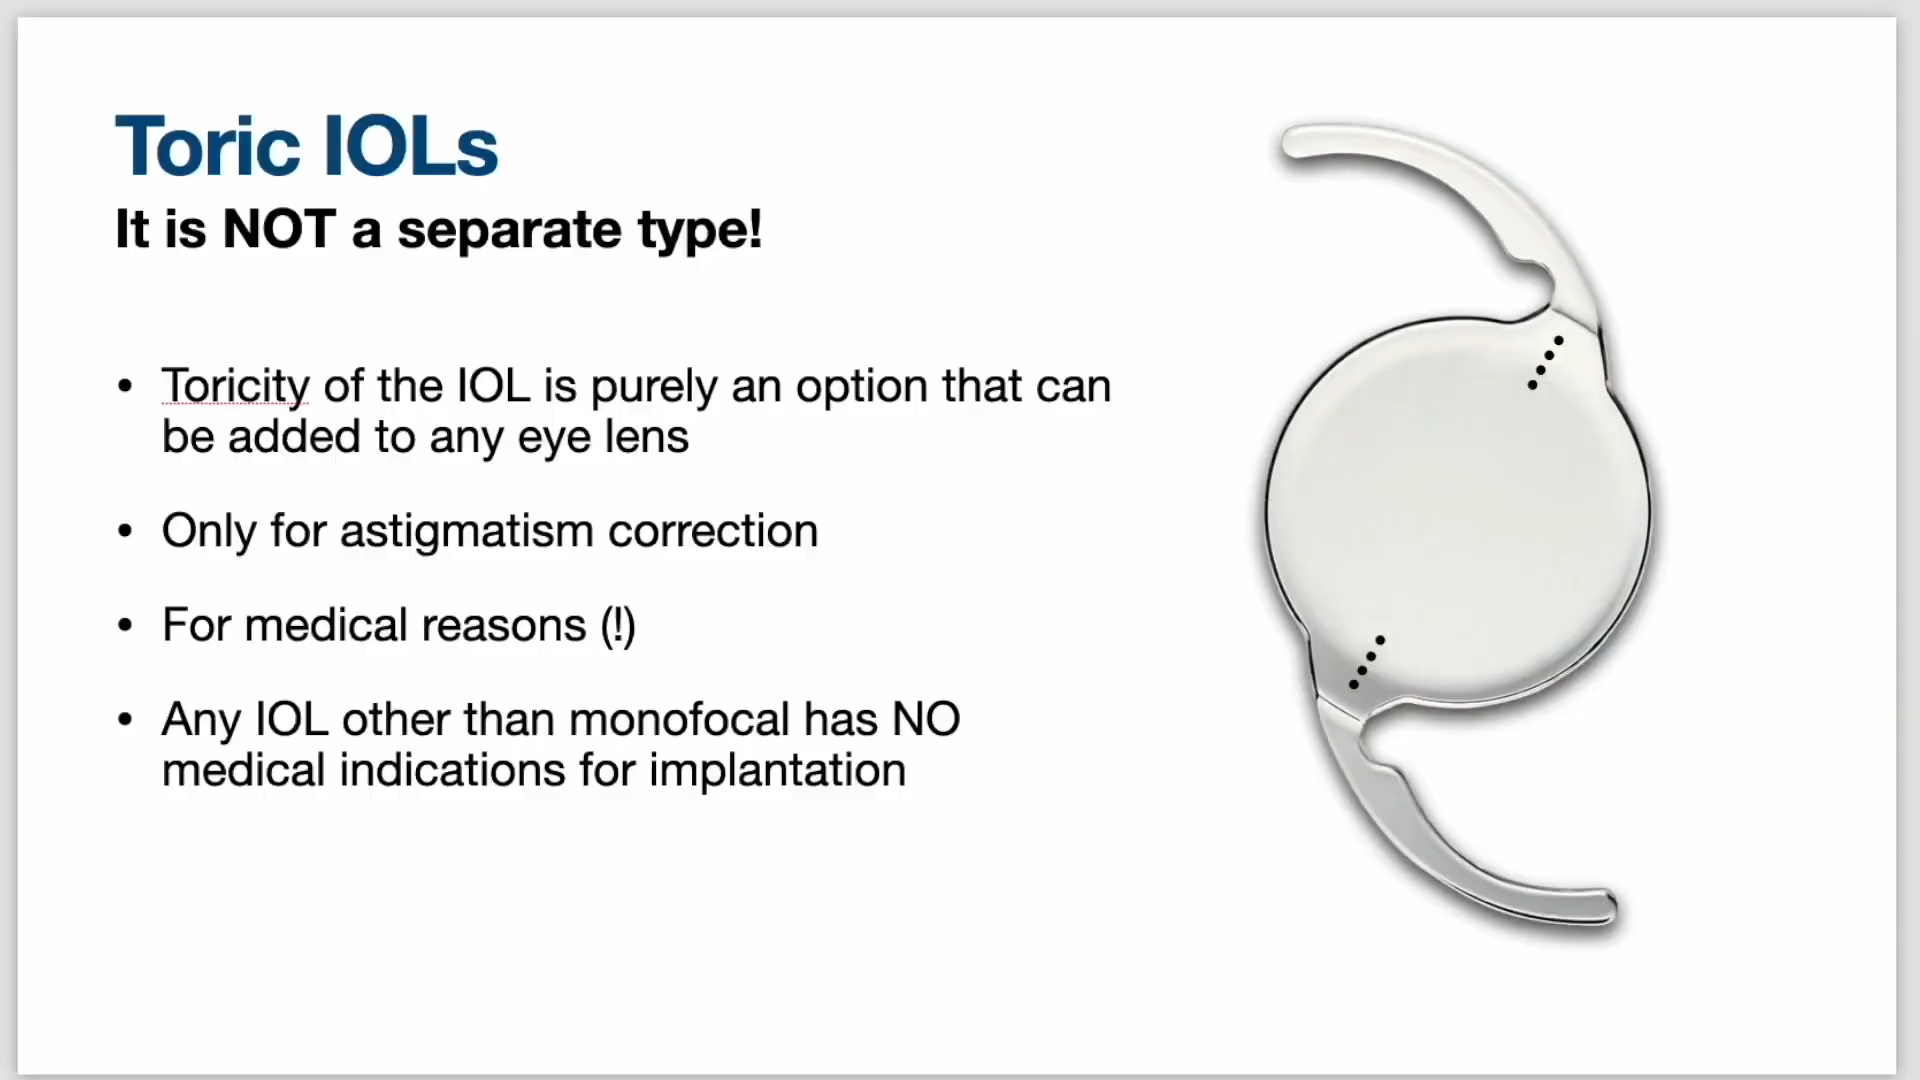 Toric IOLs
It is NOT a separate type!
• Toricity of the IOL is purely an option that can
be added to any eye lens
• Only for astigmatism correction
• For medical reasons (!)
• Any IOL other than monofocal has NO
medical indications for implantation